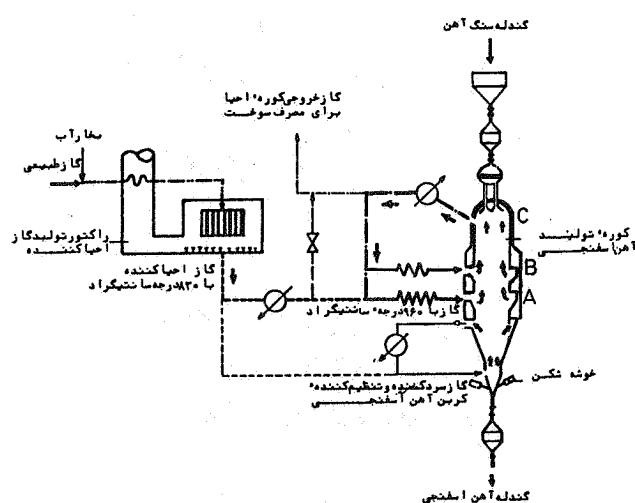 گندله سنگ آهن
گاز خروجی کوره احیا
برای مصرف سوخت
بخار آب
گاز طبیعی
راکتور تولید گاز
احیا کننده
C
کوره تولید
آهن اسفنجی
B
گاز احیا کننده
با ۸۳۰ درجه سانتیگراد
A
گاز با ۹۶۰ درجه سانتیگراد
خوشه شکن
گاز سرد کننده و تنظیم کننده
کربن آهن اسفنجی
گندله آهن اسفنجی